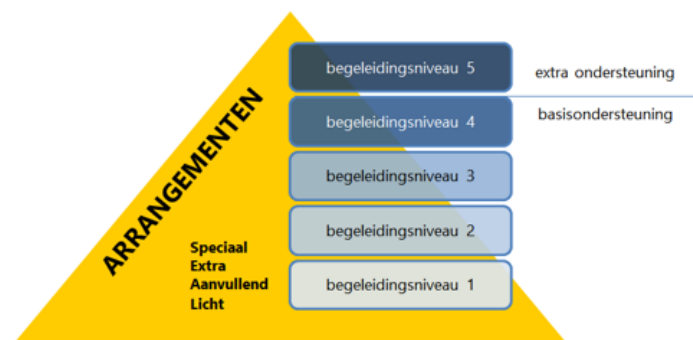 ARRANGEMENTEN
begeleidingsniveau 5
extra ondersteuning
begeleidingsniveau 4
basisondersteuning
begeleidingsniveau 3
begeleidingsniveau 2
begeleidingsniveau 1
Speciaal
Extra
Aanvullend
Licht